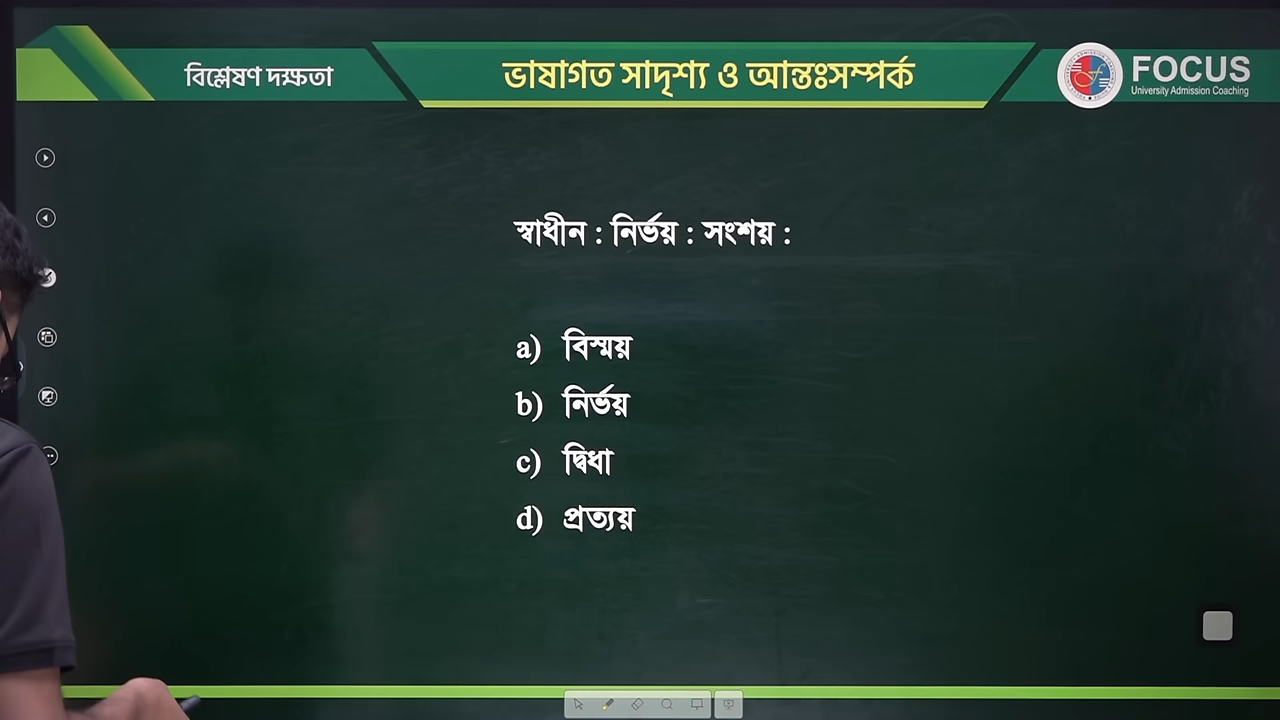 বিশ্লেষণ দক্ষতা
ভাষাগত সাদৃশ্য ও আন্তঃসম্পর্ক
FOCUS
University Admission Coaching
স্বাধীন : নির্ভয় : সংশয় :
a) বিস্ময়
b) নির্ভয়
c) দ্বিধা
d) প্রত্যয়